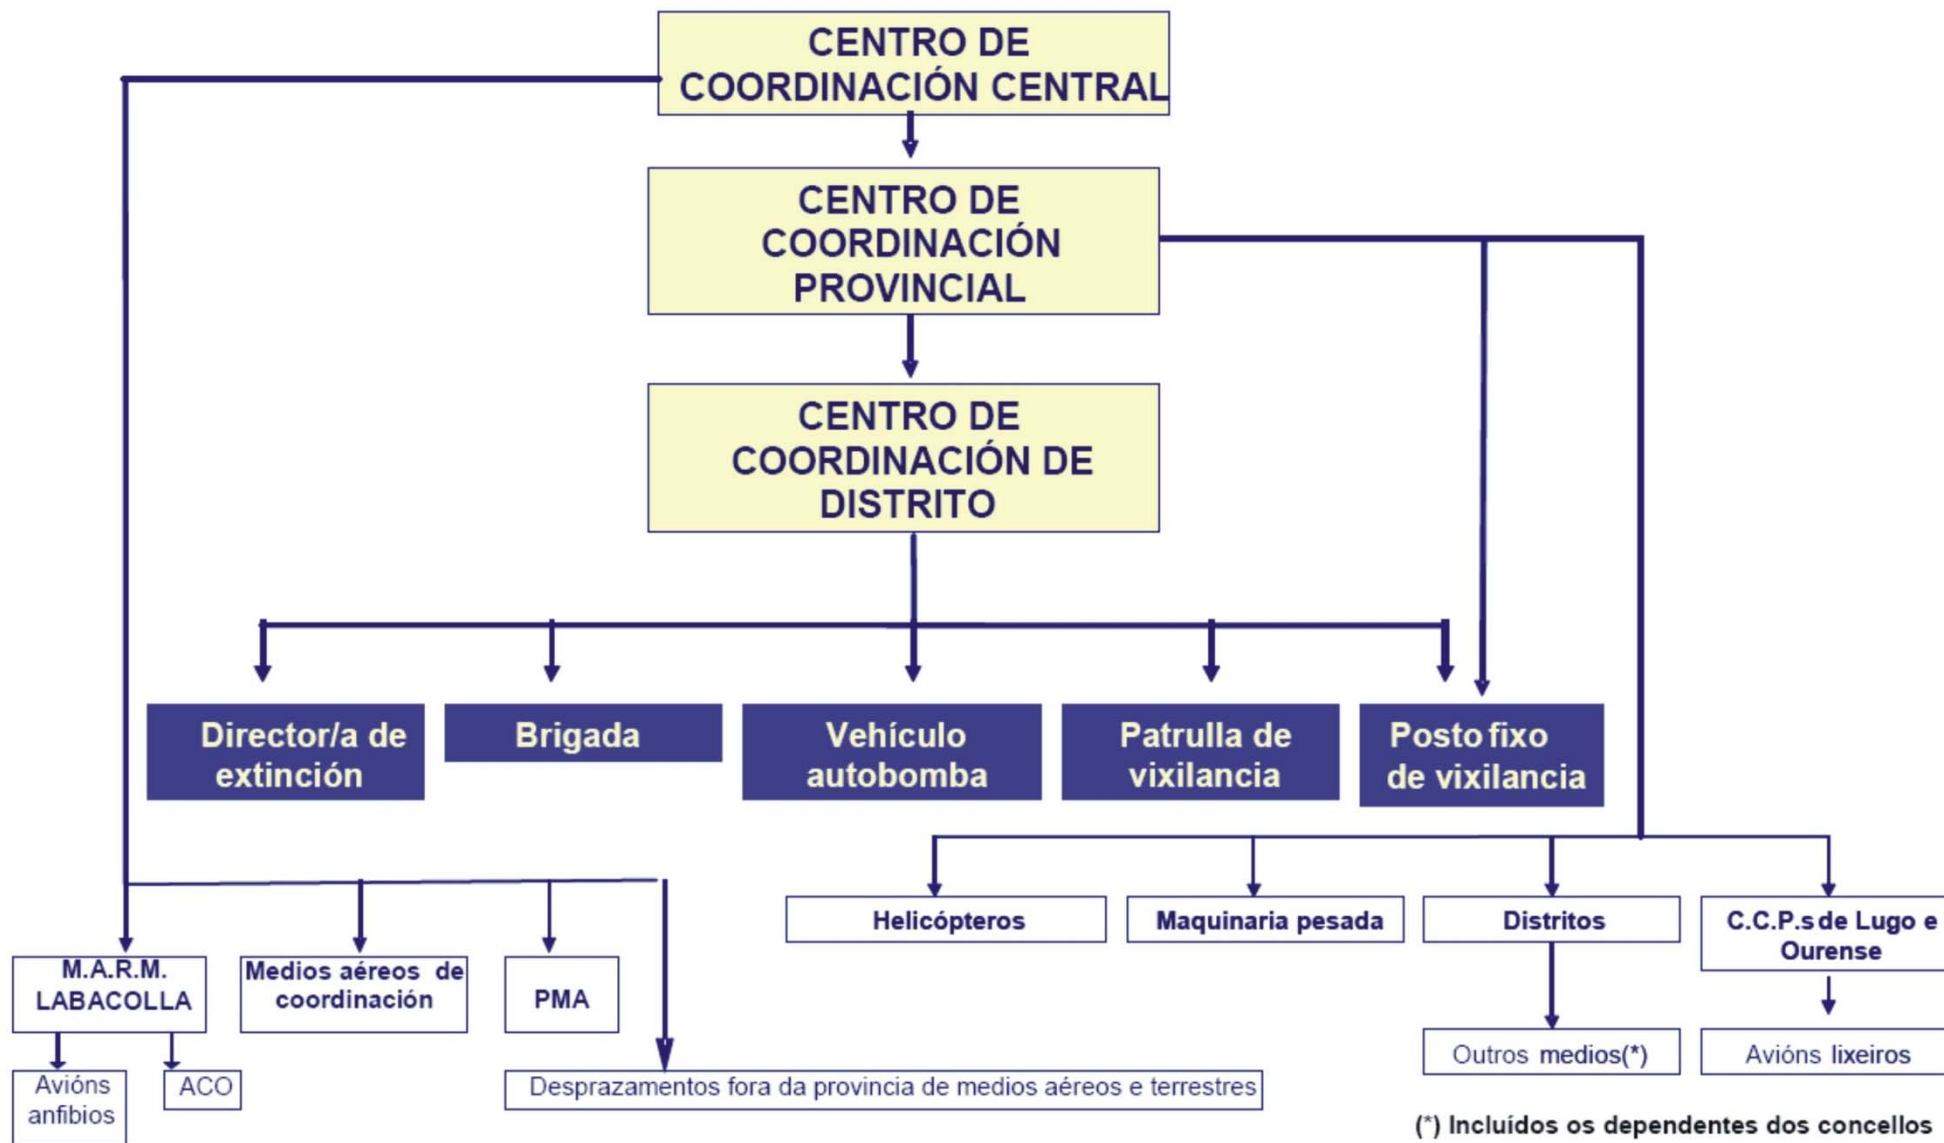 CENTRO DE
COORDINACIÓN CENTRAL
CENTRO DE
COORDINACIÓN
PROVINCIAL
CENTRO DE
COORDINACIÓN DE
DISTRITO
Director/a de
extinción
Brigada
Vehículo
autobomba
Patrulla de
vixilancia
Posto fixo
de vixilancia
Helicópteros
Maquinaria pesada
Distritos
C.C.P.s de Lugo e
Ourense
M.A.R.M.
LABACOLLA
Medios aéreos de
coordinación
PMA
Outros medios(*)
Avións lixeiros
Avións
anfibios
ACO
Desprazamentos fora da provincia de medios aéreos e terrestres
(*) Incluídos os dependentes dos concellos